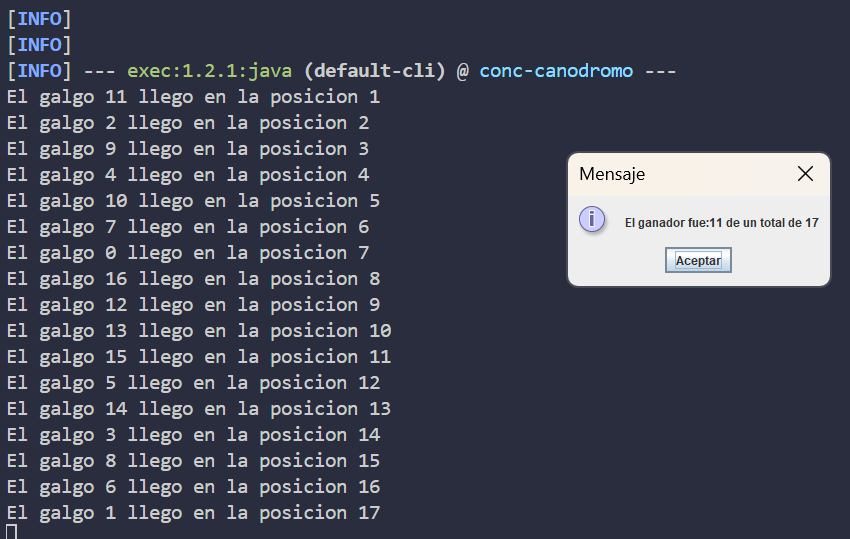 [INFO]
[INFO]
[INFO] --- exec:1.2.1:java (default-cli) @ conc-canodromo ---
El galgo 11 llego en la posicion 1
El galgo 2 llego en la posicion 2
El galgo 9 llego en la posicion 3
El galgo 4 llego en la posicion 4
El galgo 10 llego en la posicion 5
El galgo 7 llego en la posicion 6
El galgo 0 llego en la posicion 7
El galgo 16 llego en la posicion 8
El galgo 12 llego en la posicion 9
El galgo 13 llego en la posicion 10
El galgo 15 llego en la posicion 11
El galgo 5 llego en la posicion 12
El galgo 14 llego en la posicion 13
El galgo 3 llego en la posicion 14
El galgo 8 llego en la posicion 15
El galgo 6 llego en la posicion 16
El galgo 1 llego en la posicion 17
Mensaje
El ganador fue:11 de un total de 17
Aceptar